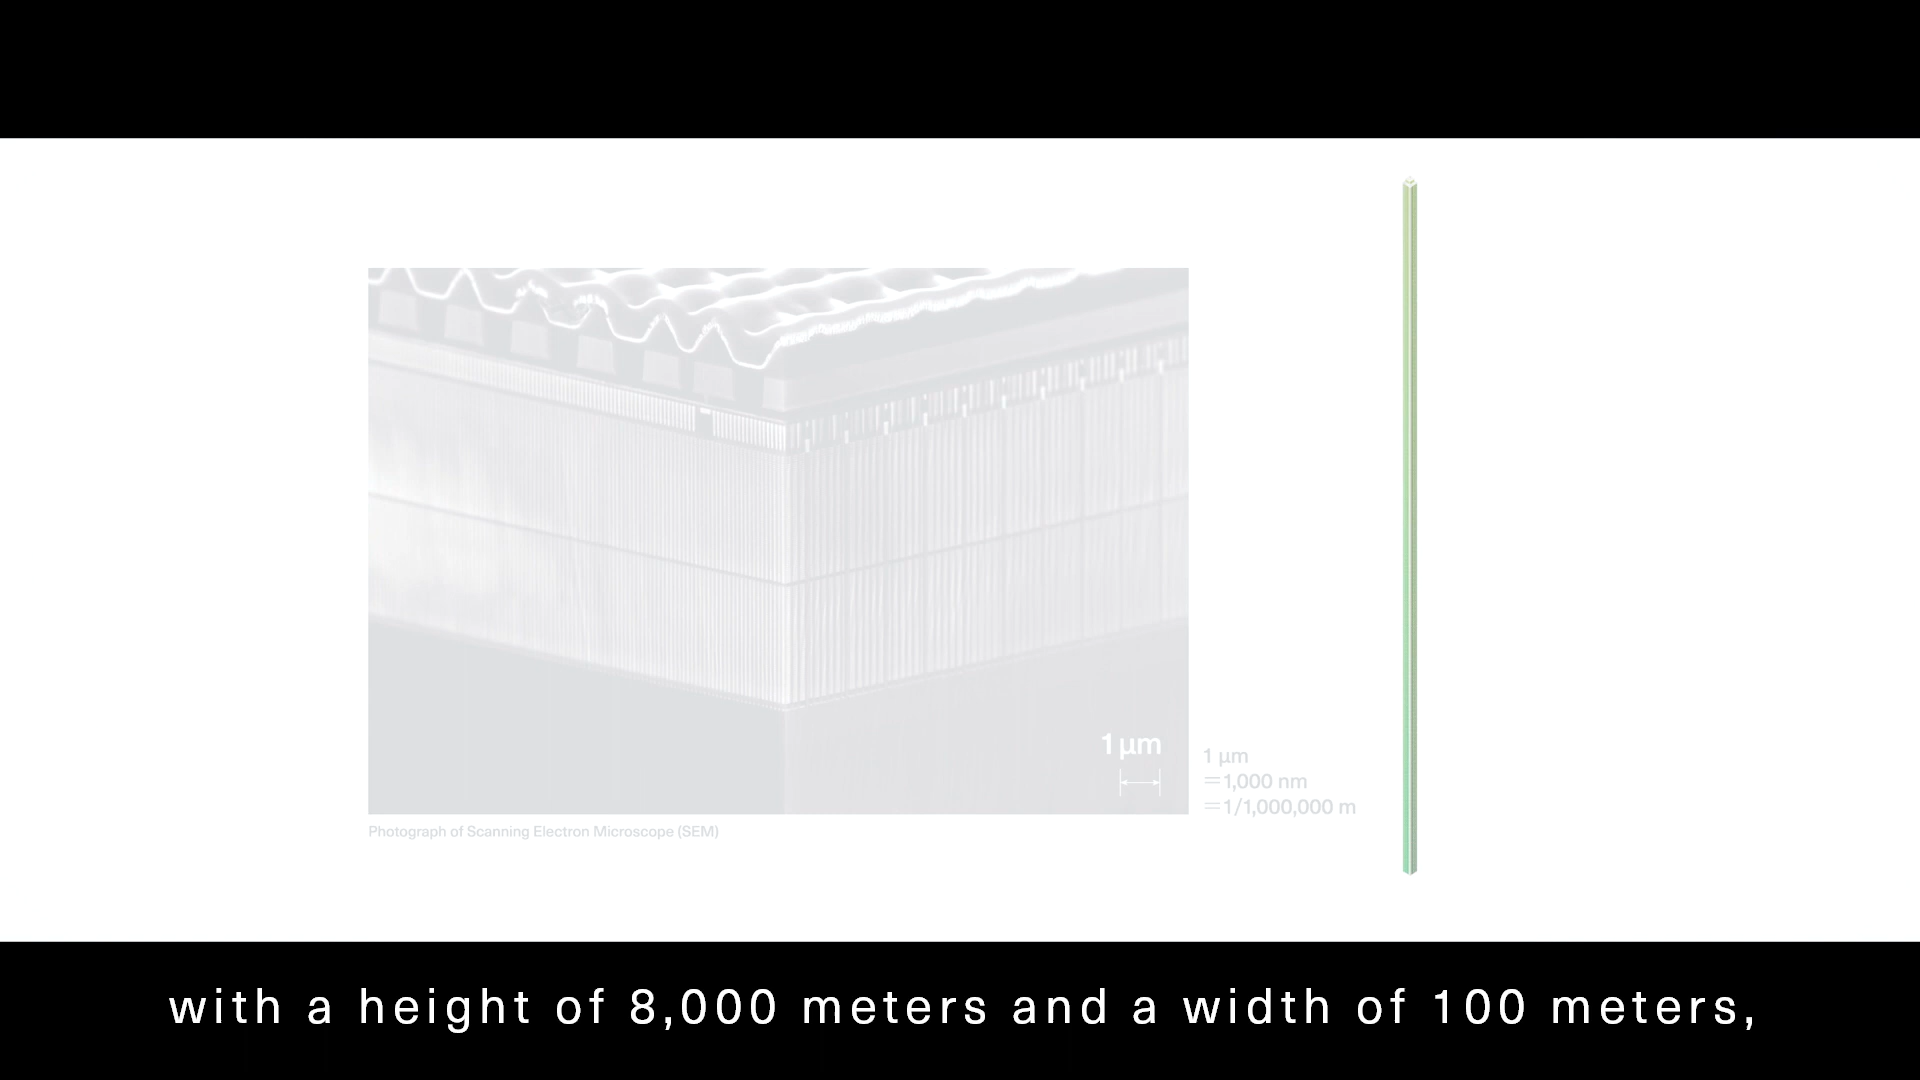 1 μm
1 μm
=1,000 nm
=1/1,000,000 m
Photograph of Scanning Electron Microscope (SEM)
with a height of 8,000 meters and a width of 100 meters,